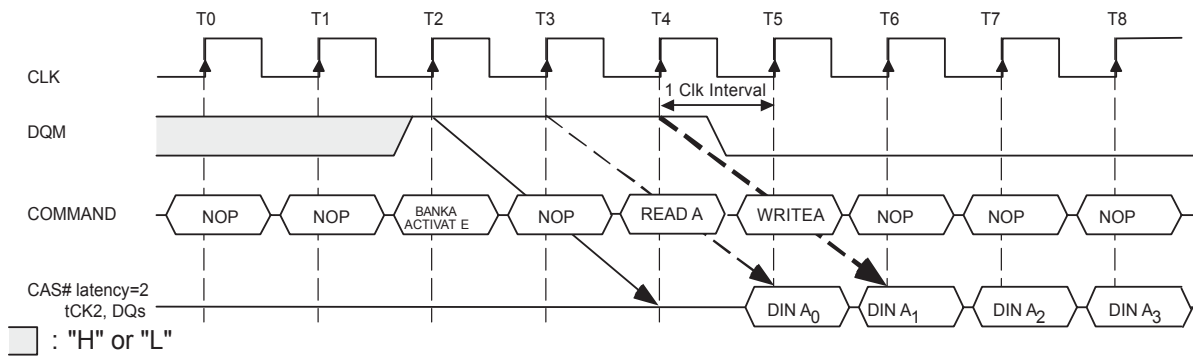 T0 T1 T2 T3 T4 T5 T6 T7 T8
CLK
1 Clk Interval
DQM
COMMAND NOP NOP BANKA ACTIVAT E NOP READ A WRITEA NOP NOP NOP
CAS# latency=2
tCK2, DQs DIN A0 DIN A1 DIN A2 DIN A3
: "H" or "L"